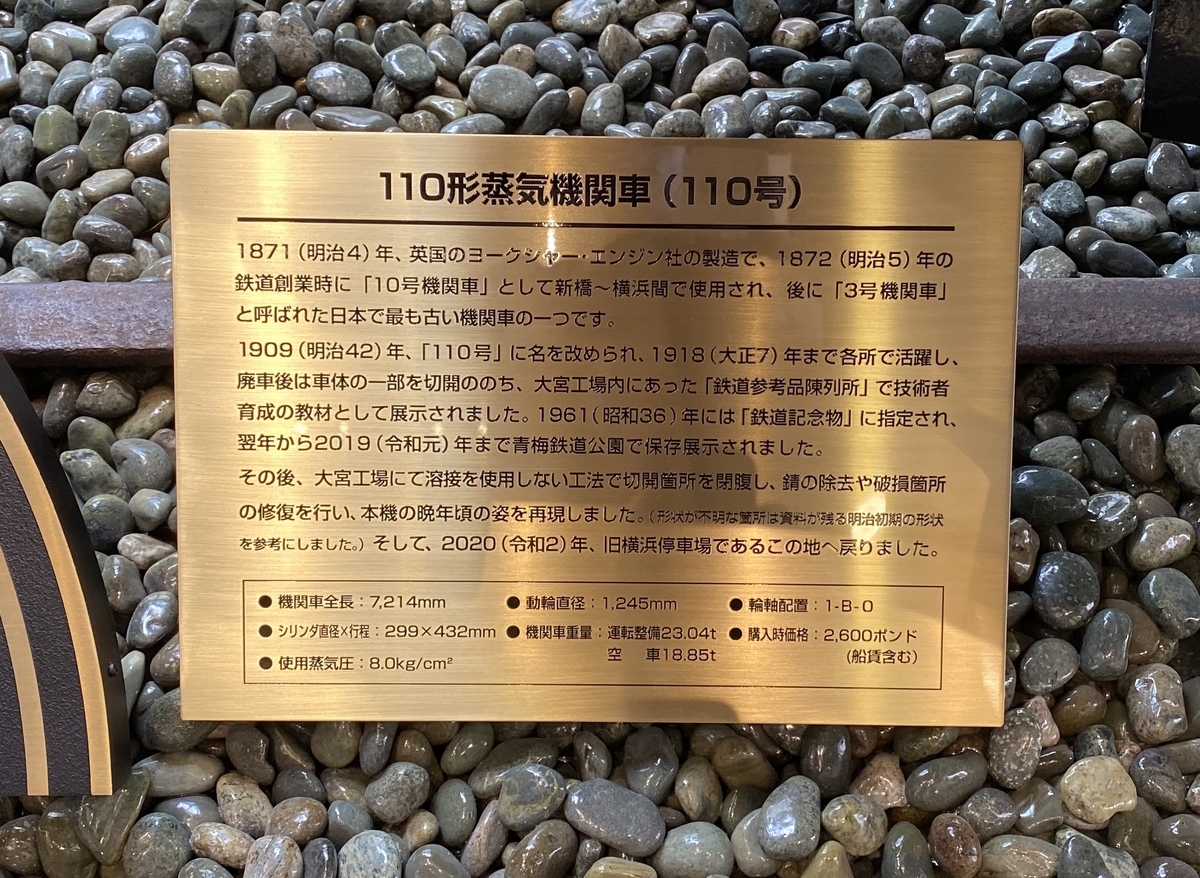 110形蒸気機関車（110号）
1871（明治4）年、英国のヨークシャー・エンジン社の製造で、1872（明治5）年の
鉄道創業時に「10号機関車」として新橋〜横浜間で使用され、後に「3号機関車」
と呼ばれた日本で最も古い機関車の一つです。
1909（明治42）年、「110号」に名を改められ、1918（大正7）年まで各所で活躍し、
廃車後は車体の一部を切開ののち、大宮工場内にあった「鉄道参考品陳列所」で技術者
育成の教材として展示されました。1961（昭和36）年には「鉄道記念物」に指定され、
翌年から2019（令和元）年まで青梅鉄道公園で保存展示されました。
その後、大宮工場にて溶接を使用しない工法で切開箇所を閉腹し、錆の除去や破損箇所
の修復を行い、本機の晩年頃の姿を再現しました。（形状が不明な箇所は資料が残る明治初期の形状
を参考にしました。）そして、2020（令和2）年、旧横浜停車場であるこの地へ戻りました。
●機関車全長：7,214mm ●動輪直径：1,245mm ●輪軸配置：1-B-0
●シリンダ直径×行程：299×432mm ●機関車重量：運転整備23.04t ●購入時価格：2,600ポンド
空　車18.85t （船賃含む）
●使用蒸気圧：8.0kg/cm²